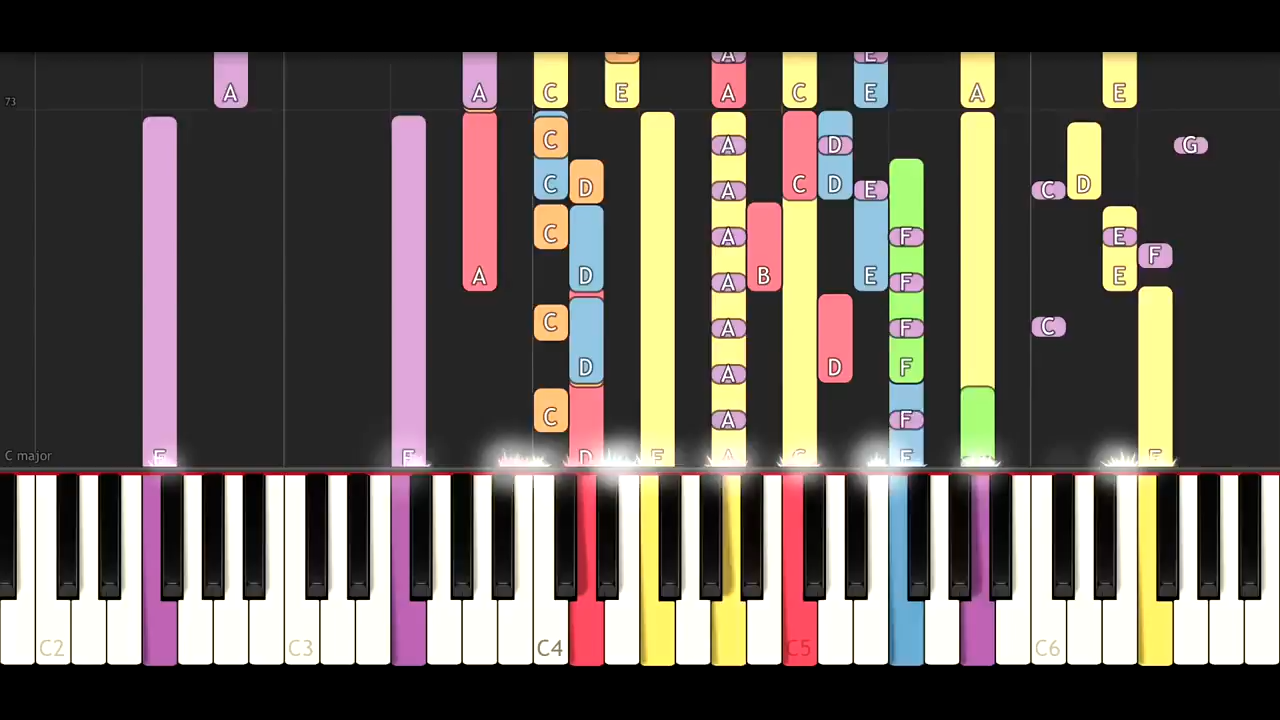 A A C E A A C E A E
73
C A D G
C D A C D E C D
C A B F E F
A D A E F E
C A F C
D D A F
C A F
C major F F D F A C F F
C2 C3 C4 C5 C6